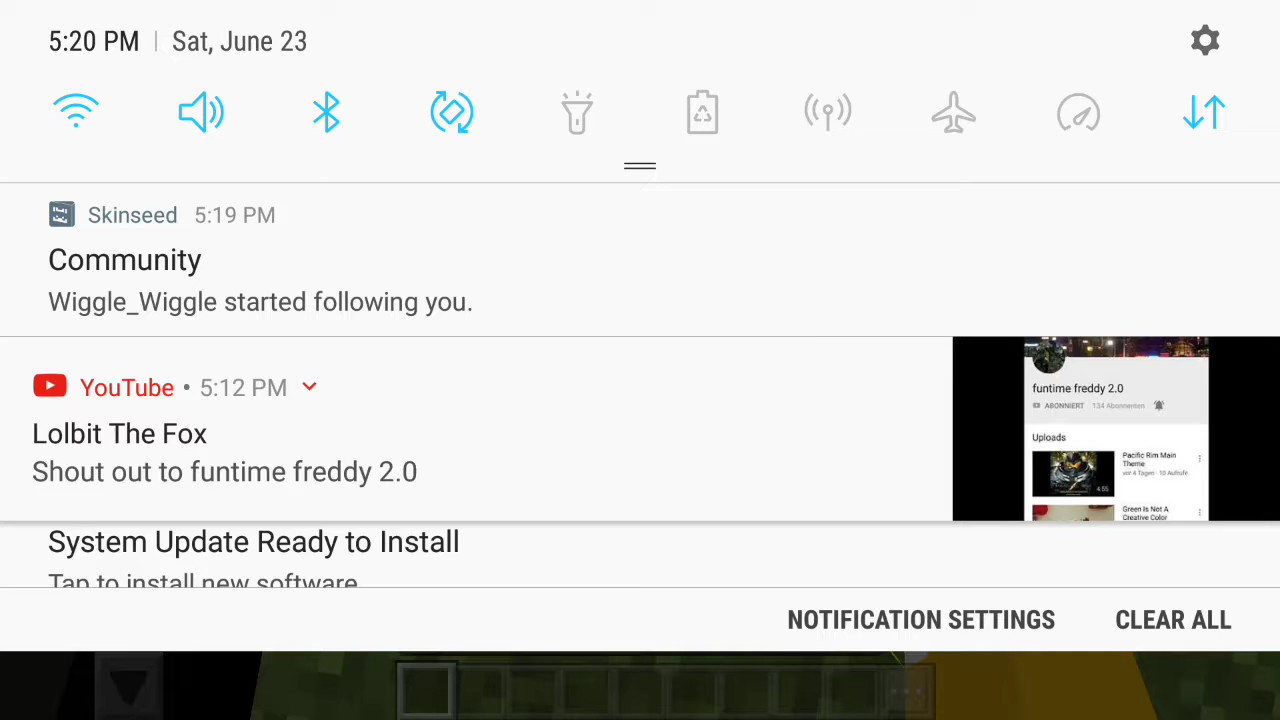 5:20 PM | Sat, June 23
Skinseed 5:19 PM
Community
Wiggle_Wiggle started following you.
YouTube • 5:12 PM
Lolbit The Fox
Shout out to funtime freddy 2.0
funtime freddy 2.0
ABONNIERT 134 Abonnenten
Uploads
Pacific Rim Main
Theme
vor 4 Tagen · 10 Aufrufe
4:55
Green Is Not A
Creative Color
System Update Ready to Install
Tap to install new software
NOTIFICATION SETTINGS CLEAR ALL